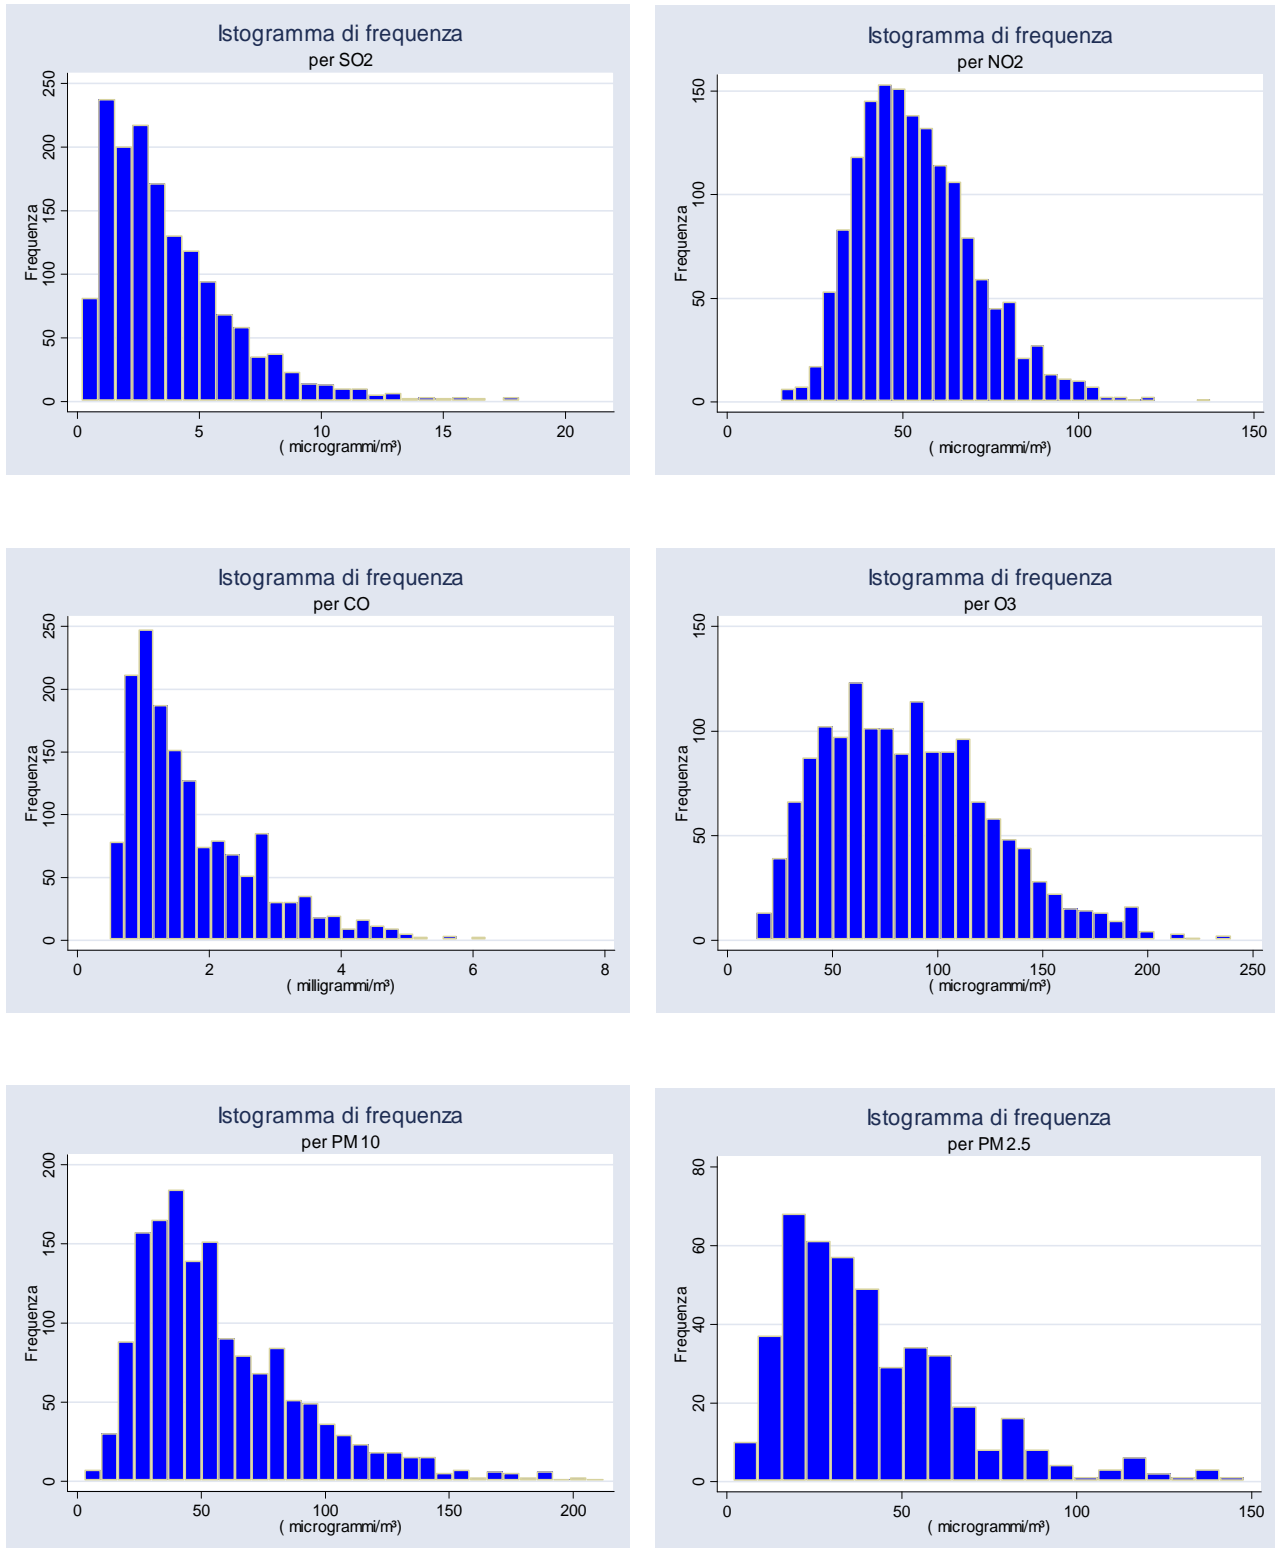 Istogramma di frequenza
per SO2
Frequenza
0 50 100 150 200 250
0 5 10 15 20
( microgrammi/m³)
Istogramma di frequenza
per NO2
Frequenza
0 50 100 150
0 50 100 150
( microgrammi/m³)
Istogramma di frequenza
per CO
Frequenza
0 50 100 150 200 250
0 2 4 6 8
( milligrammi/m³)
Istogramma di frequenza
per O3
Frequenza
0 50 100 150
0 50 100 150 200 250
( microgrammi/m³)
Istogramma di frequenza
per PM10
Frequenza
0 50 100 150 200
0 50 100 150 200
( microgrammi/m³)
Istogramma di frequenza
per PM2.5
Frequenza
0 20 40 60 80
0 50 100 150
( microgrammi/m³)